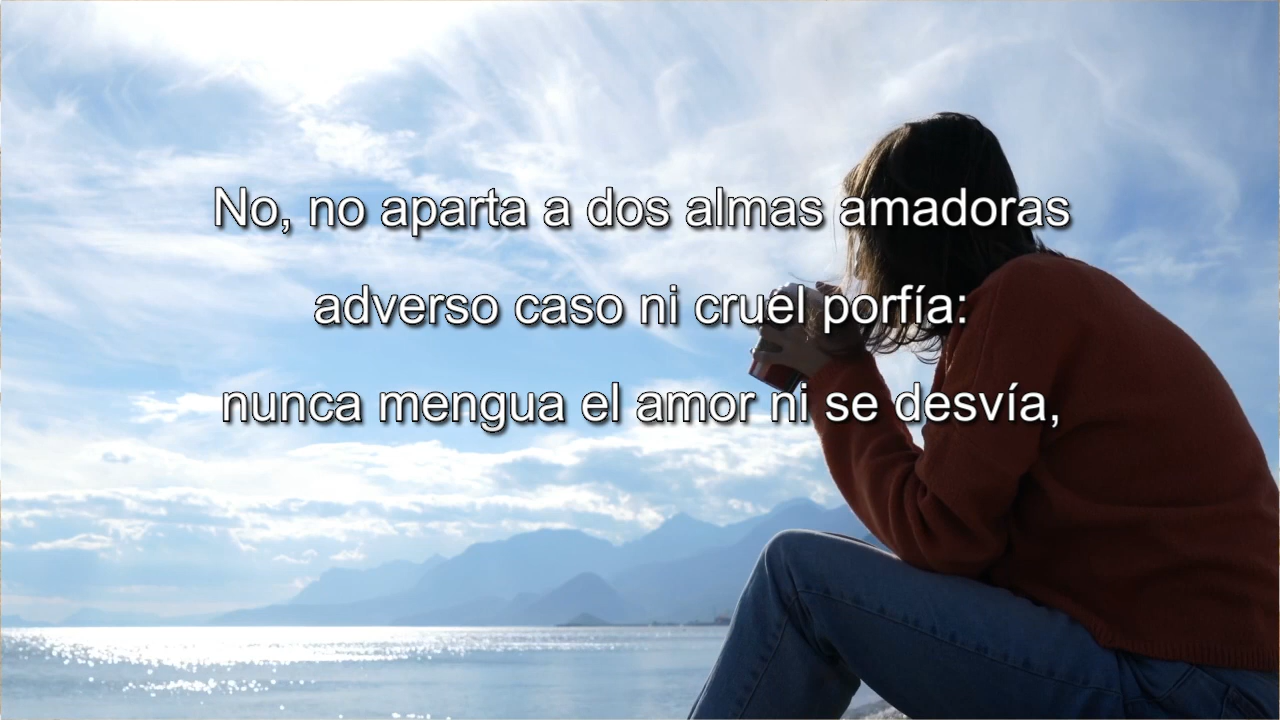 No, no aparta a dos almas amadoras
adverso caso ni cruel porfía:
nunca mengua el amor ni se desvía,